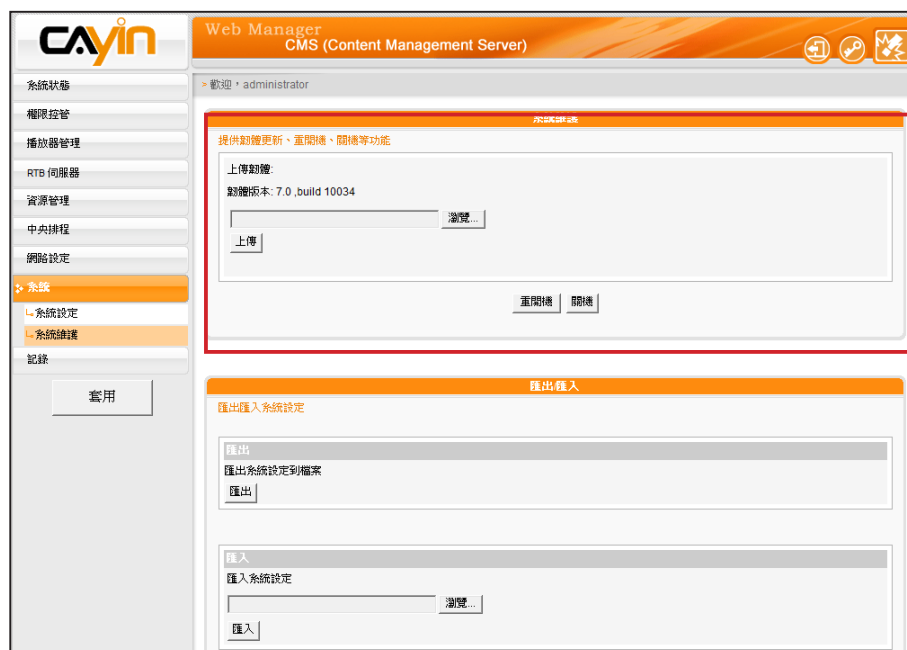 CAyin
Web Manager
CMS (Content Management Server)
系統狀態
權限控管
播放器管理
RTB 伺服器
資源管理
中央排程
網路設定
系統
系統設定
系統維護
記錄
套用
> 歡迎，administrator
系統維護
提供韌體更新、重開機、關機等功能
上傳韌體:
韌體版本: 7.0 ,build 10034
瀏覽...
上傳
重開機
關機
匯出/匯入
匯出匯入系統設定
匯出
匯出系統設定到檔案
匯出
匯入
匯入系統設定
瀏覽...
匯入